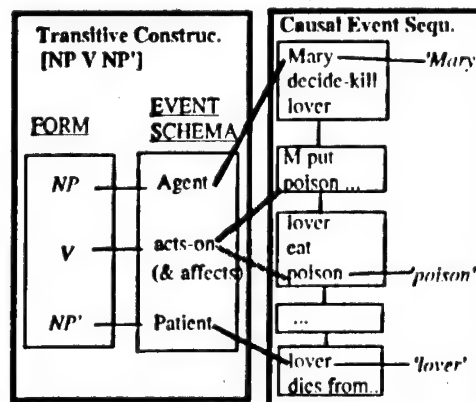 Transitive Construc.
[NP V NP']
FORM
EVENT
SCHEMA
NP
Agent
V
acts-on
(& affects)
NP'
Patient
Causal Event Sequ.
Mary
decide-kill
lover
'Mary
M put
poison ...
lover
eat
poison
'poison'
...
lover
dies from..
'lover'